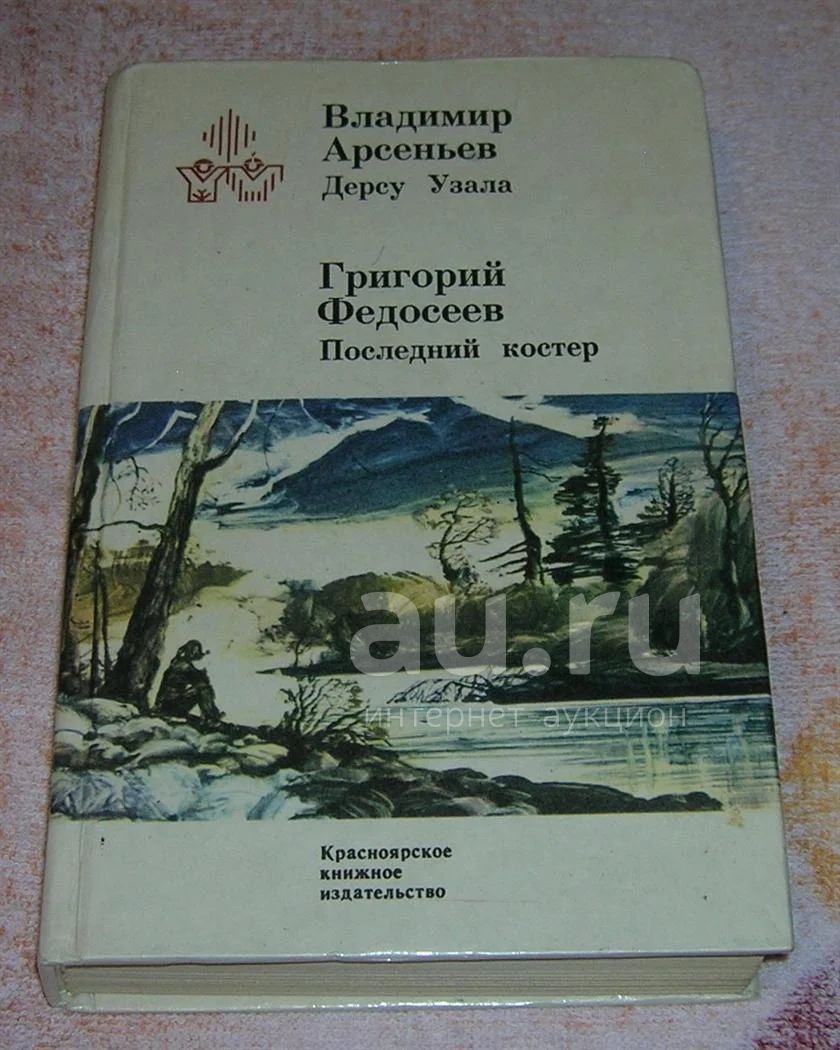 Владимир
Арсеньев
Дерсу Узала
Григорий
Федосеев
Последний костер
au.ru
интернет аукцион
Красноярское
книжное
издательство